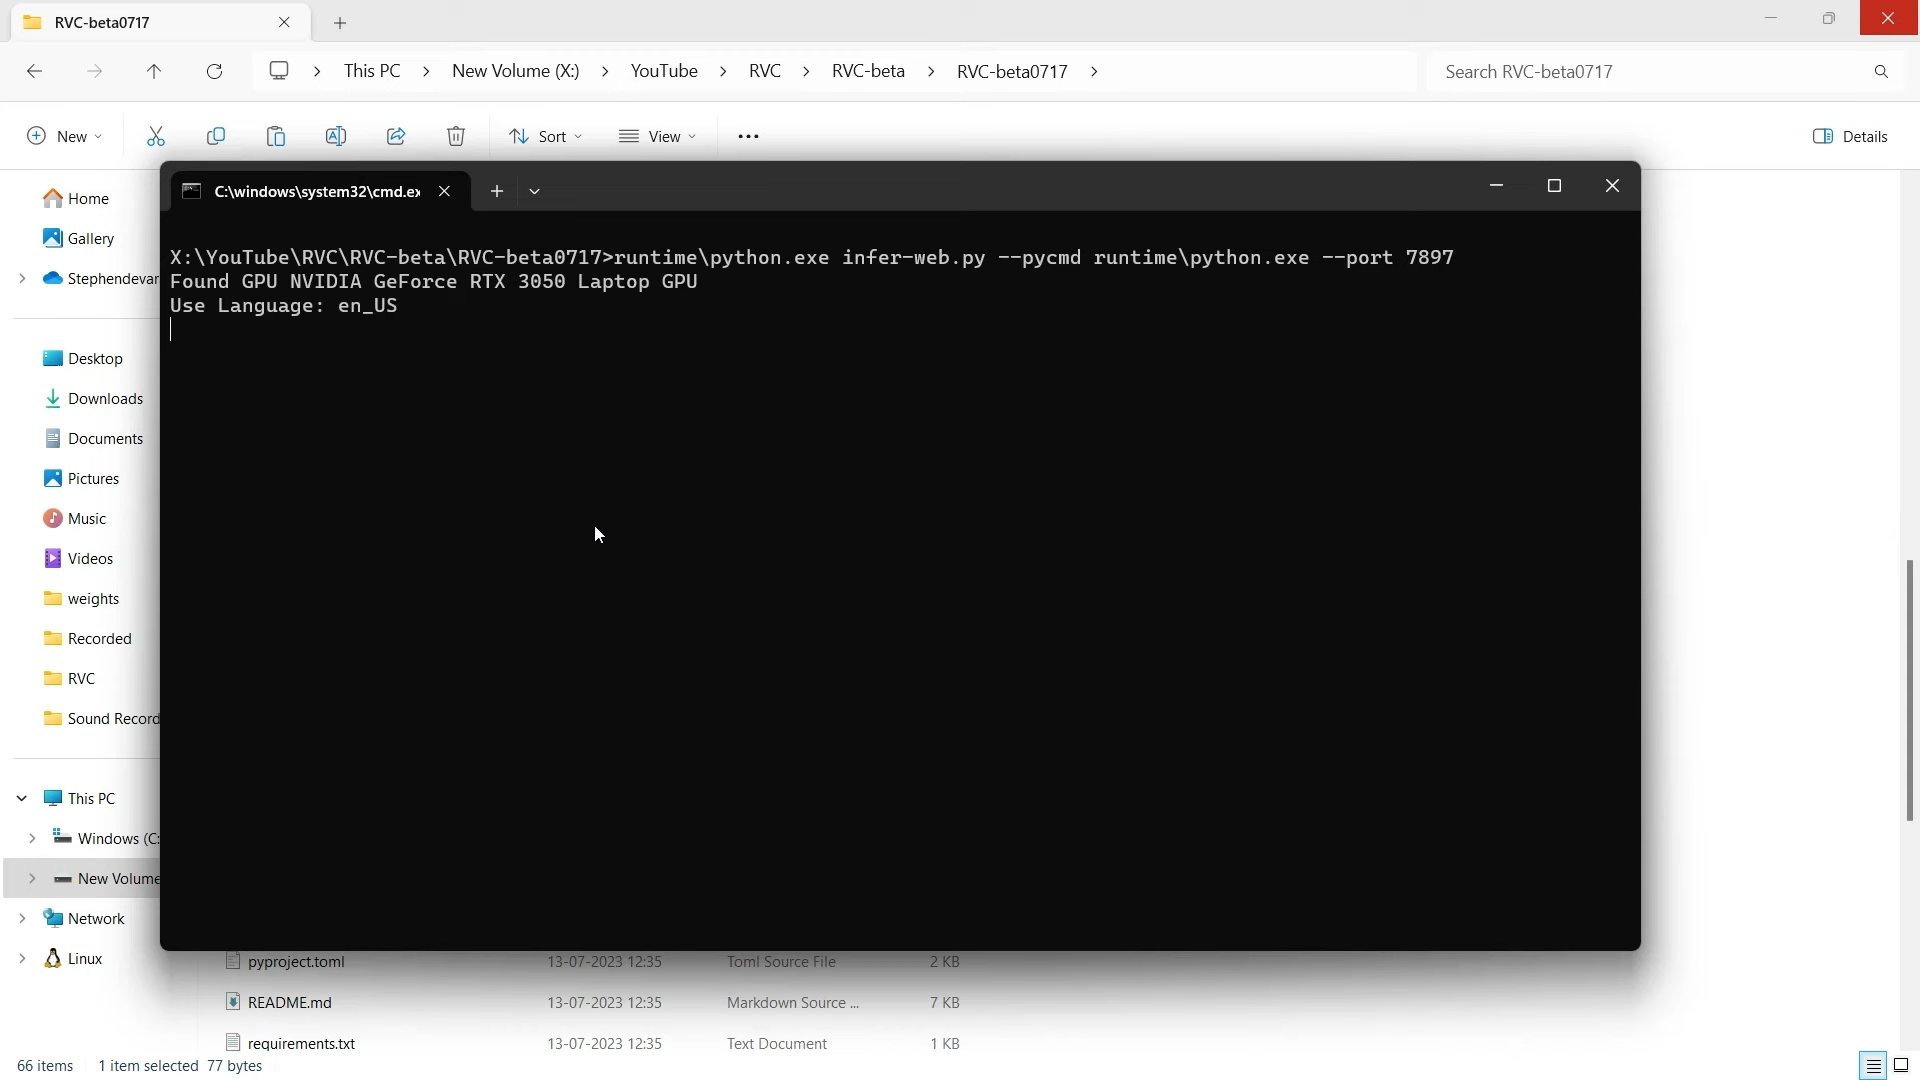 RVC-beta0717
This PC New Volume (X:) YouTube RVC RVC-beta RVC-beta0717
Search RVC-beta0717
New
Sort
View
Details
C:\windows\system32\cmd.ex
X:\YouTube\RVC\RVC-beta\RVC-beta0717>runtime\python.exe infer-web.py --pycmd runtime\python.exe --port 7897
Found GPU NVIDIA GeForce RTX 3050 Laptop GPU
Use Language: en_US
Home
Gallery
Stephendevar
Desktop
Downloads
Documents
Pictures
Music
Videos
weights
Recorded
RVC
Sound Record
This PC
Windows (C:
New Volume
Network
Linux
pyproject.toml 13-07-2023 12:35 Toml Source File 2 KB
README.md 13-07-2023 12:35 Markdown Source ... 7 KB
requirements.txt 13-07-2023 12:35 Text Document 1 KB
66 items 1 item selected 77 bytes